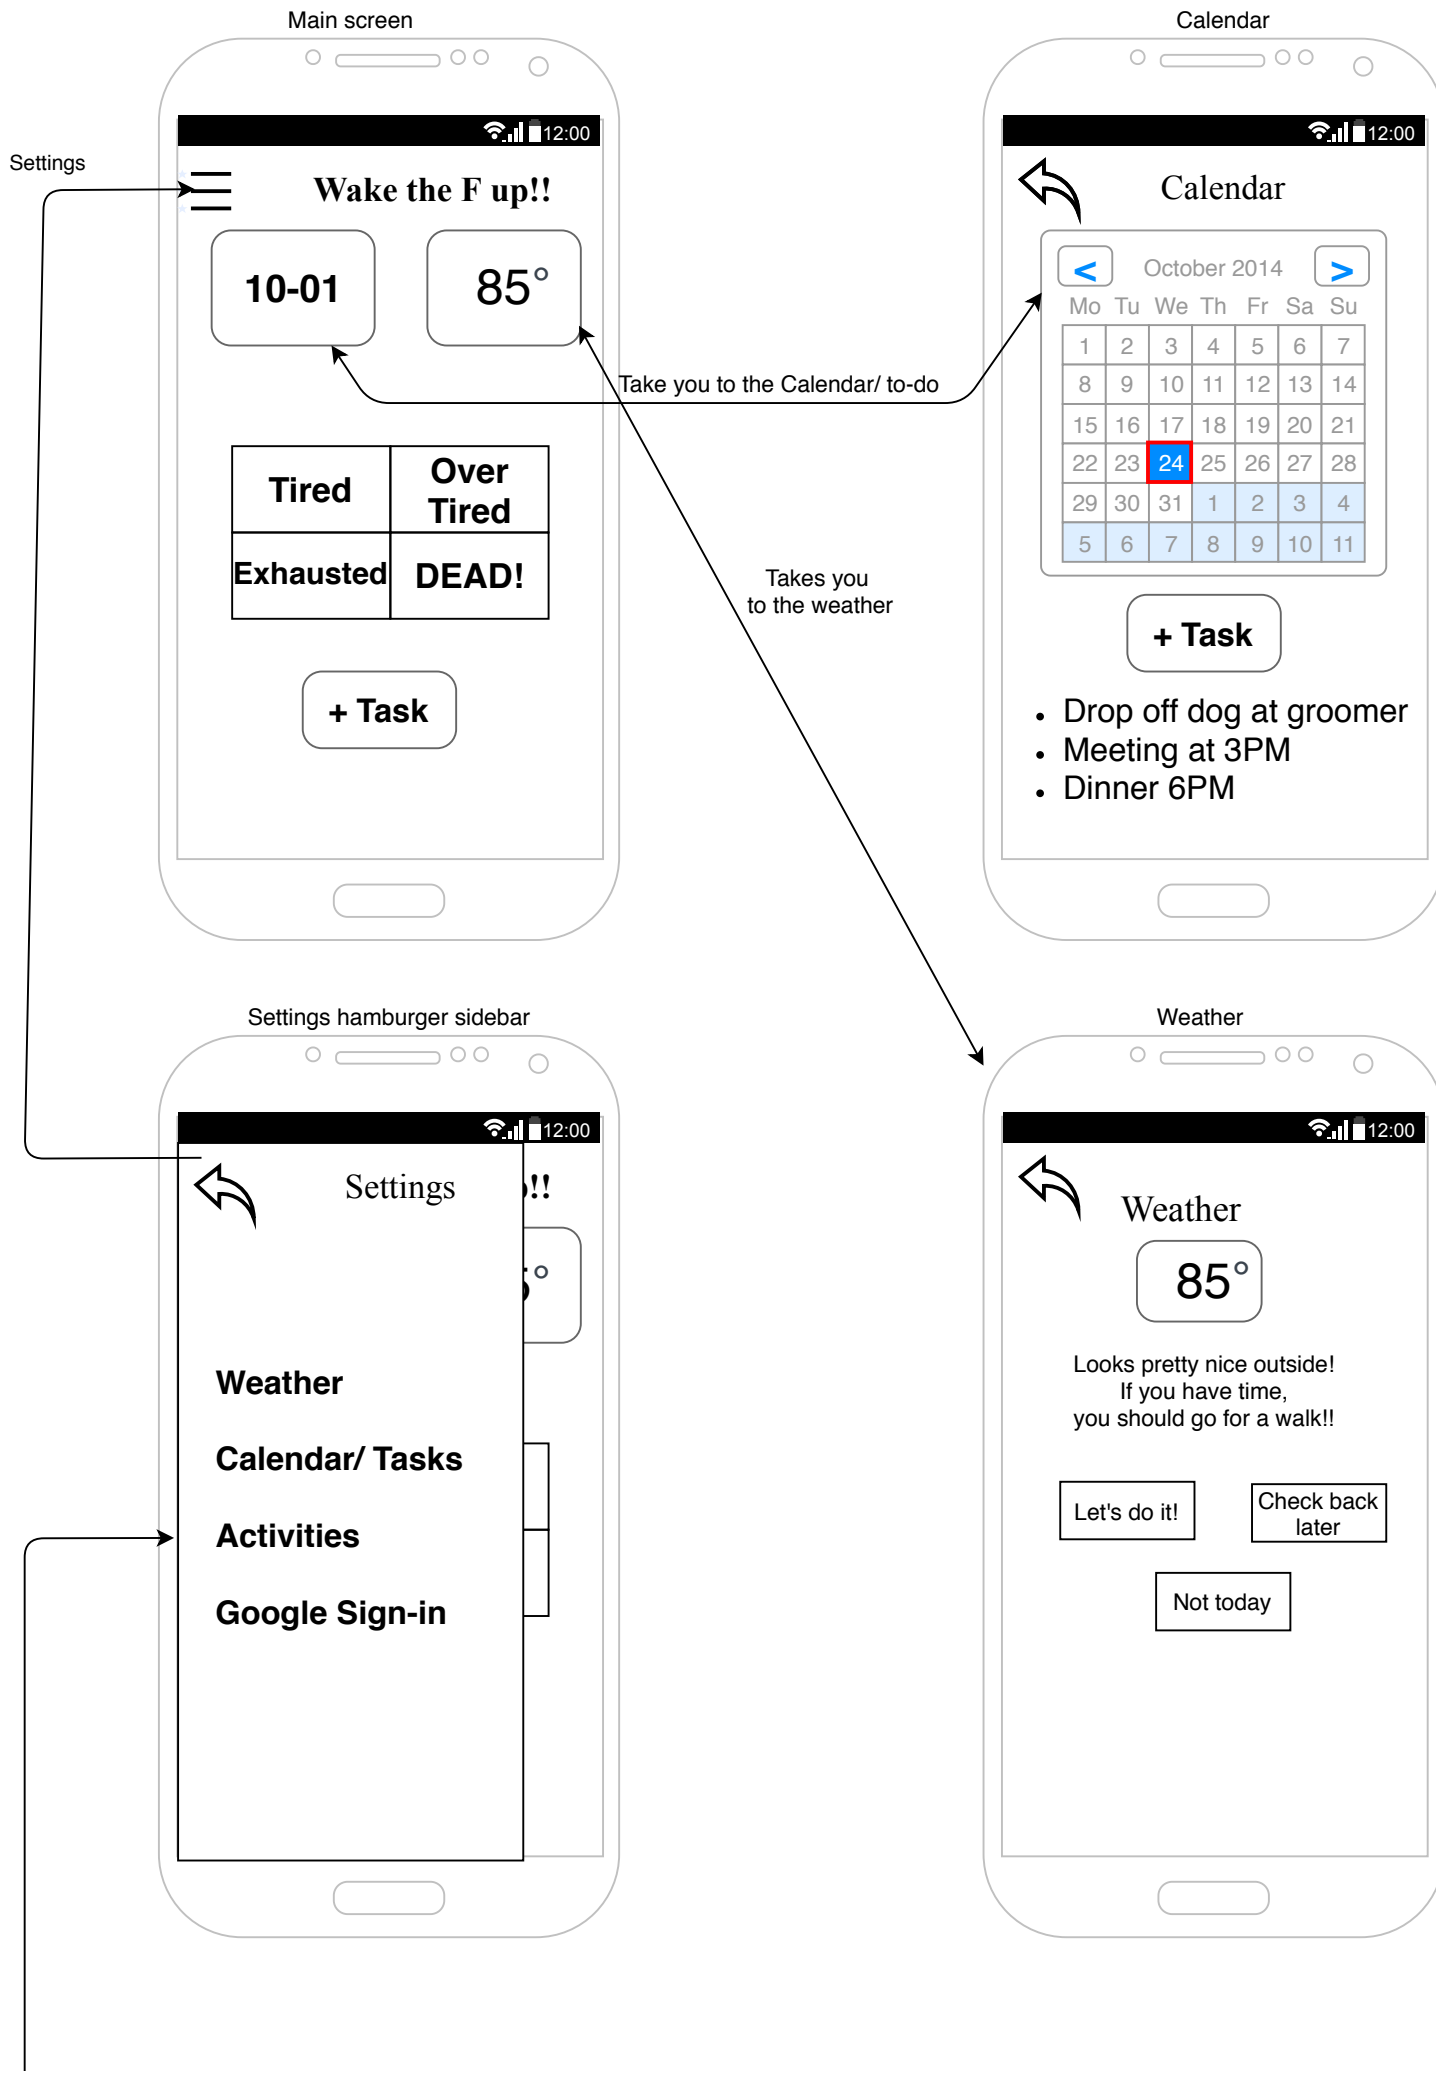 Main screen
Calendar
12:00
12:00
Settings
Wake the F up!!
Calendar
10-01
85°
< October 2014 >
Mo Tu We Th Fr Sa Su
1 2 3 4 5 6 7
8 9 10 11 12 13 14
15 16 17 18 19 20 21
22 23 24 25 26 27 28
29 30 31 1 2 3 4
5 6 7 8 9 10 11
Take you to the Calendar/ to-do
Tired
Over
Tired
Exhausted
DEAD!
Takes you
to the weather
+ Task
+ Task
• Drop off dog at groomer
• Meeting at 3PM
• Dinner 6PM
Settings hamburger sidebar
Weather
12:00
12:00
Settings
!!
°
Weather
85°
Looks pretty nice outside!
If you have time,
you should go for a walk!!
Weather
Calendar/ Tasks
Activities
Google Sign-in
Let's do it!
Check back
later
Not today